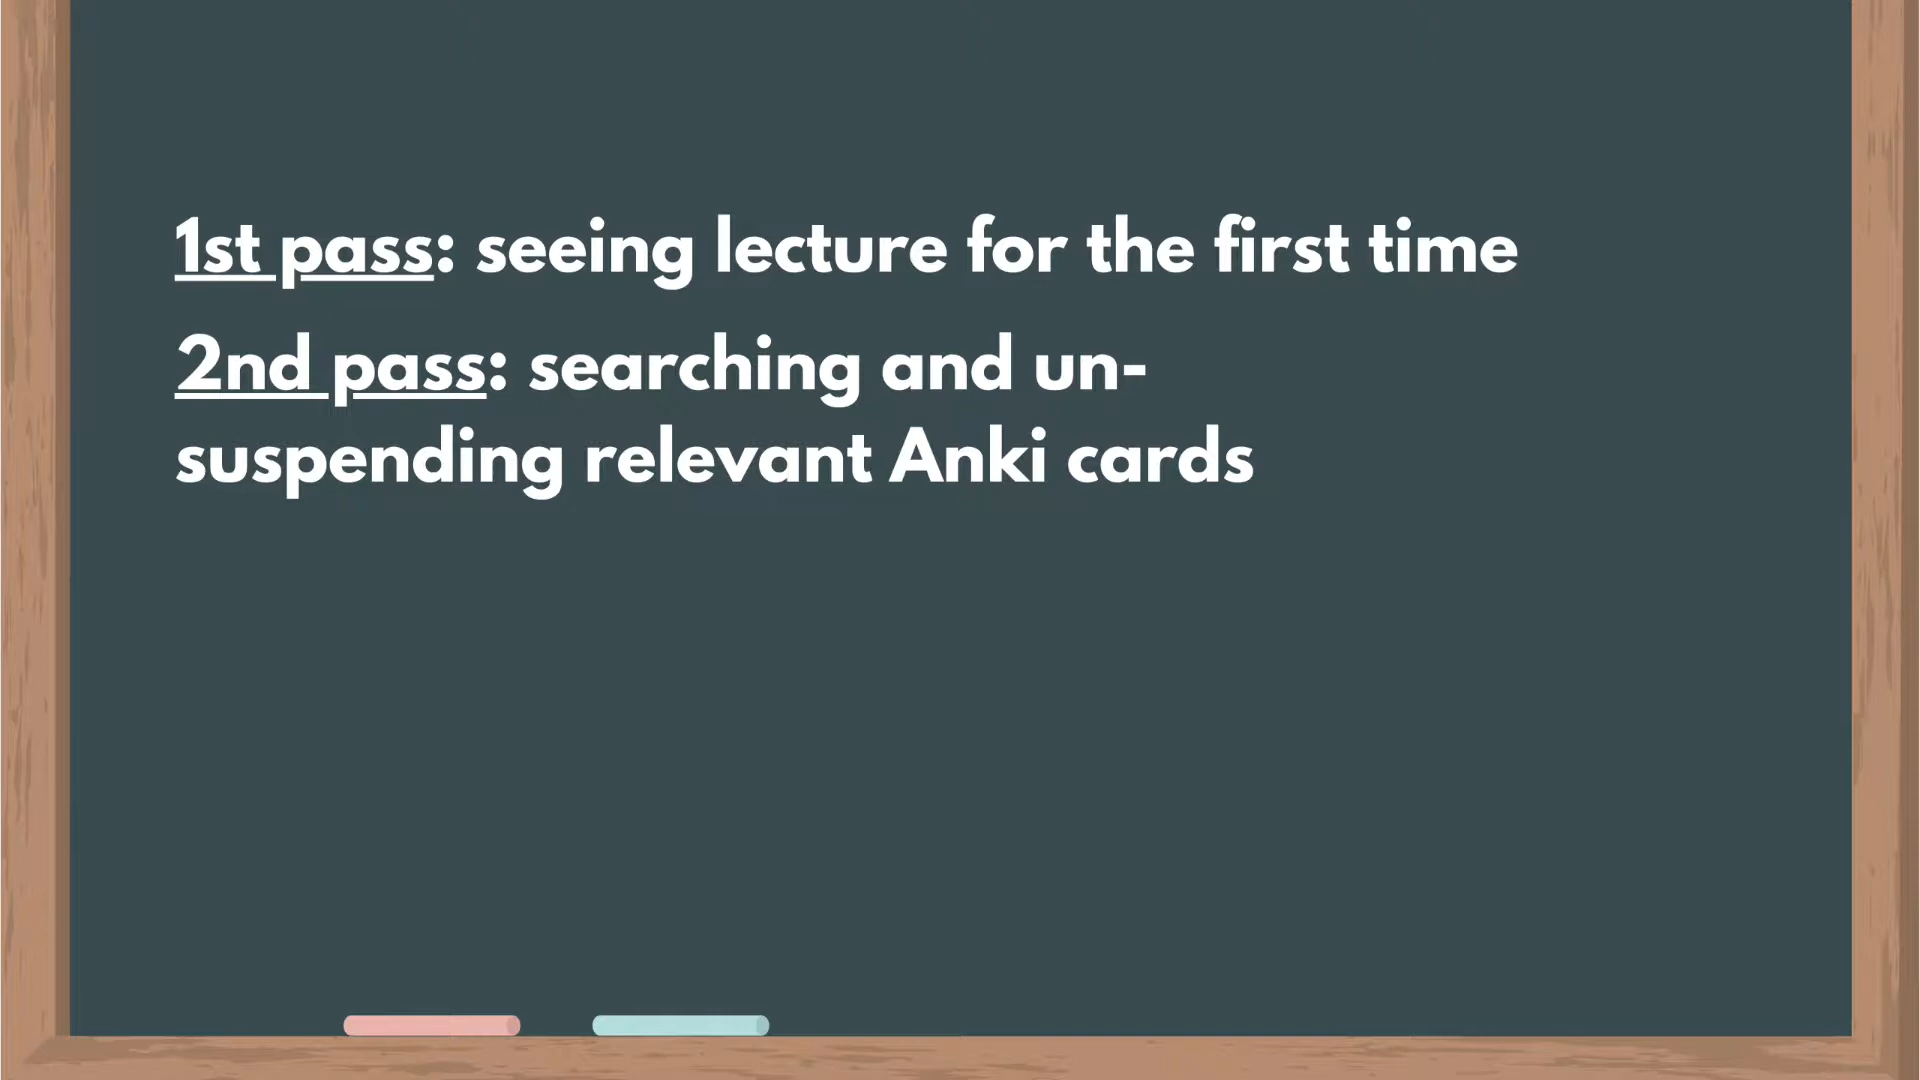 1st pass: seeing lecture for the first time
2nd pass: searching and un-
suspending relevant Anki cards